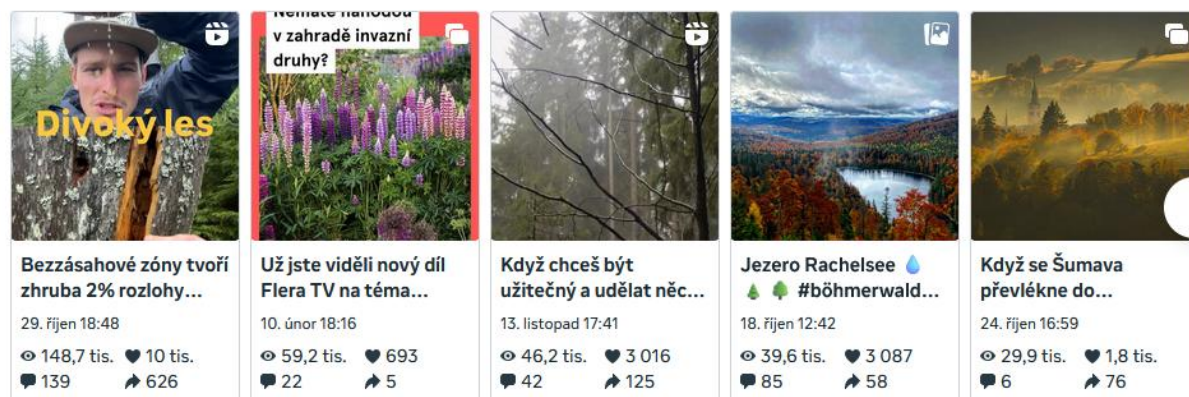 Nemáte náhodou
v zahradě invazní
druhy?
Divoký les
Bezzásahové zóny tvoří
zhruba 2% rozlohy...
29. říjen 18:48
148,7 tis. 10 tis.
139 626
Už jste viděli nový díl
Flera TV na téma...
10. únor 18:16
59,2 tis. 693
22 5
Když chceš být
užitečný a udělat něc...
13. listopad 17:41
46,2 tis. 3 016
42 125
Jezero Rachelsee 💧
🌲 🌳 #böhmerwald...
18. říjen 12:42
39,6 tis. 3 087
85 58
Když se Šumava
převlékne do...
24. říjen 16:59
29,9 tis. 1,8 tis.
6 76